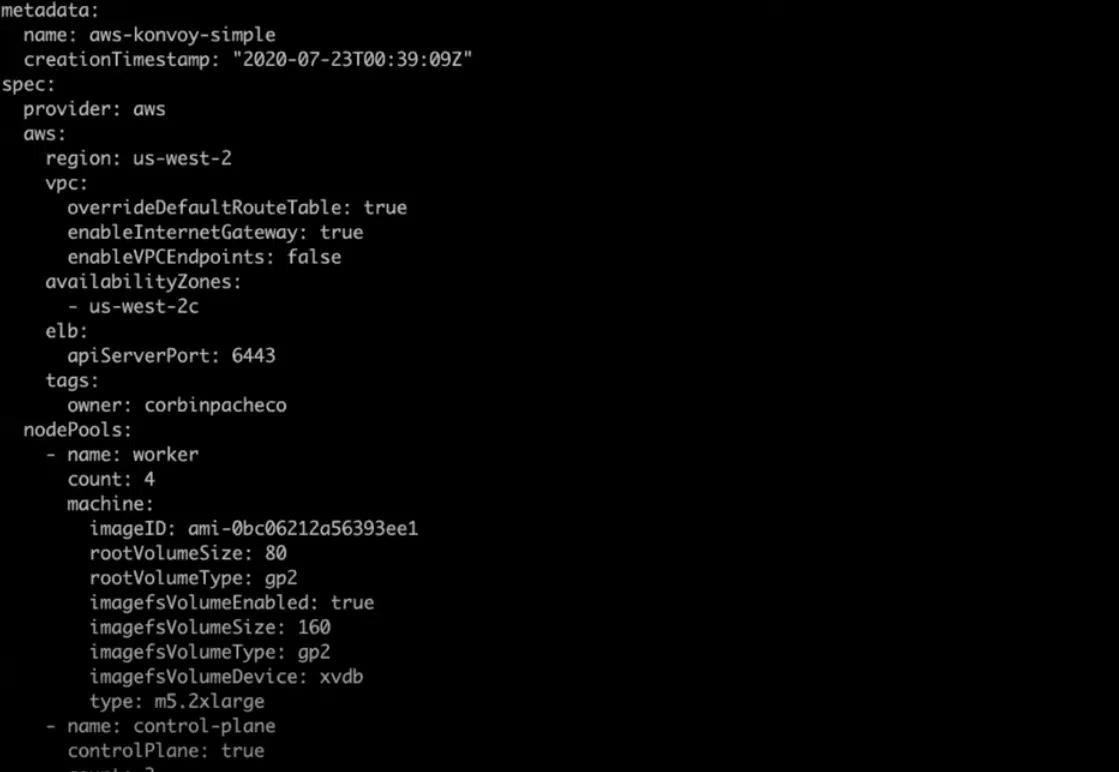 metadata:
  name: aws-konvoy-simple
  creationTimestamp: "2020-07-23T00:39:09Z"
spec:
  provider: aws
  aws:
    region: us-west-2
    vpc:
      overrideDefaultRouteTable: true
      enableInternetGateway: true
      enableVPCEndpoints: false
    availabilityZones:
      - us-west-2c
    elb:
      apiServerPort: 6443
    tags:
      owner: corbinpacheco
  nodePools:
    - name: worker
      count: 4
      machine:
        imageID: ami-0bc06212a56393ee1
        rootVolumeSize: 80
        rootVolumeType: gp2
        imagefsVolumeEnabled: true
        imagefsVolumeSize: 160
        imagefsVolumeType: gp2
        imagefsVolumeDevice: xvdb
        type: m5.2xlarge
    - name: control-plane
      controlPlane: true